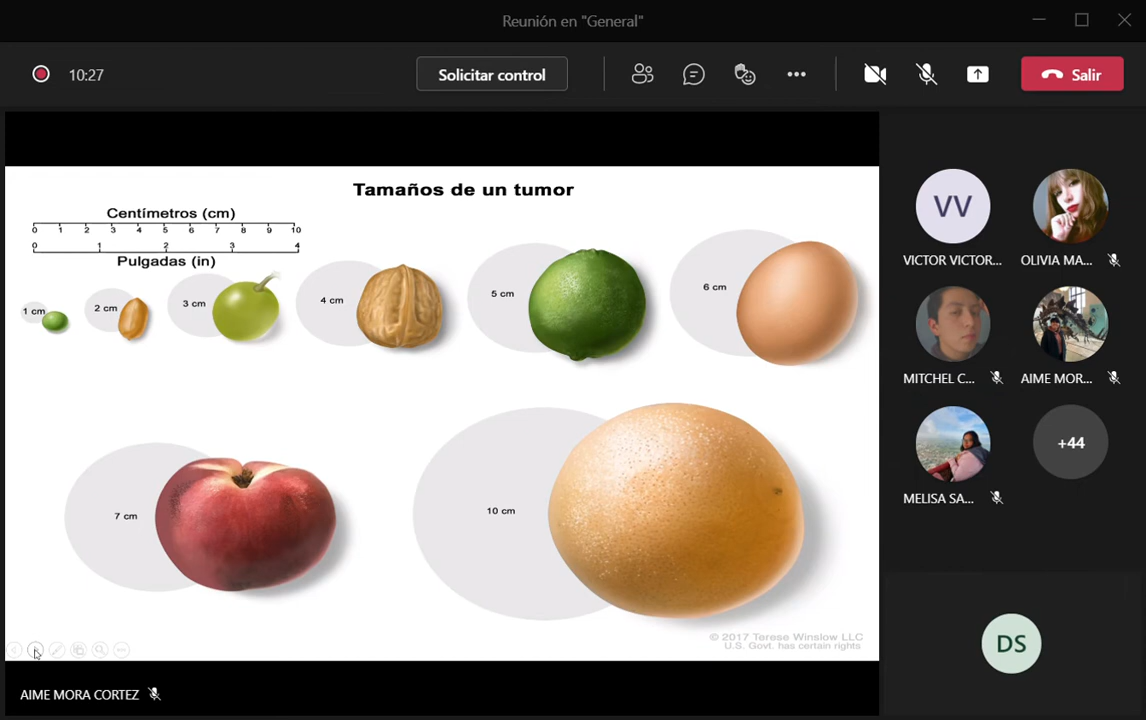 Reunión en "General"
10:27
Solicitar control
Salir
Tamaños de un tumor
Centímetros (cm)
0 1 2 3 4 5 6 7 8 9 10
0 1 2 3 4
Pulgadas (in)
1 cm
2 cm
3 cm
4 cm
5 cm
6 cm
7 cm
10 cm
© 2017 Terese Winslow LLC
U.S. Govt. has certain rights
AIME MORA CORTEZ
VV
VICTOR VICTOR...
OLIVIA MA...
MITCHEL C...
AIME MOR...
MELISA SA...
+44
DS